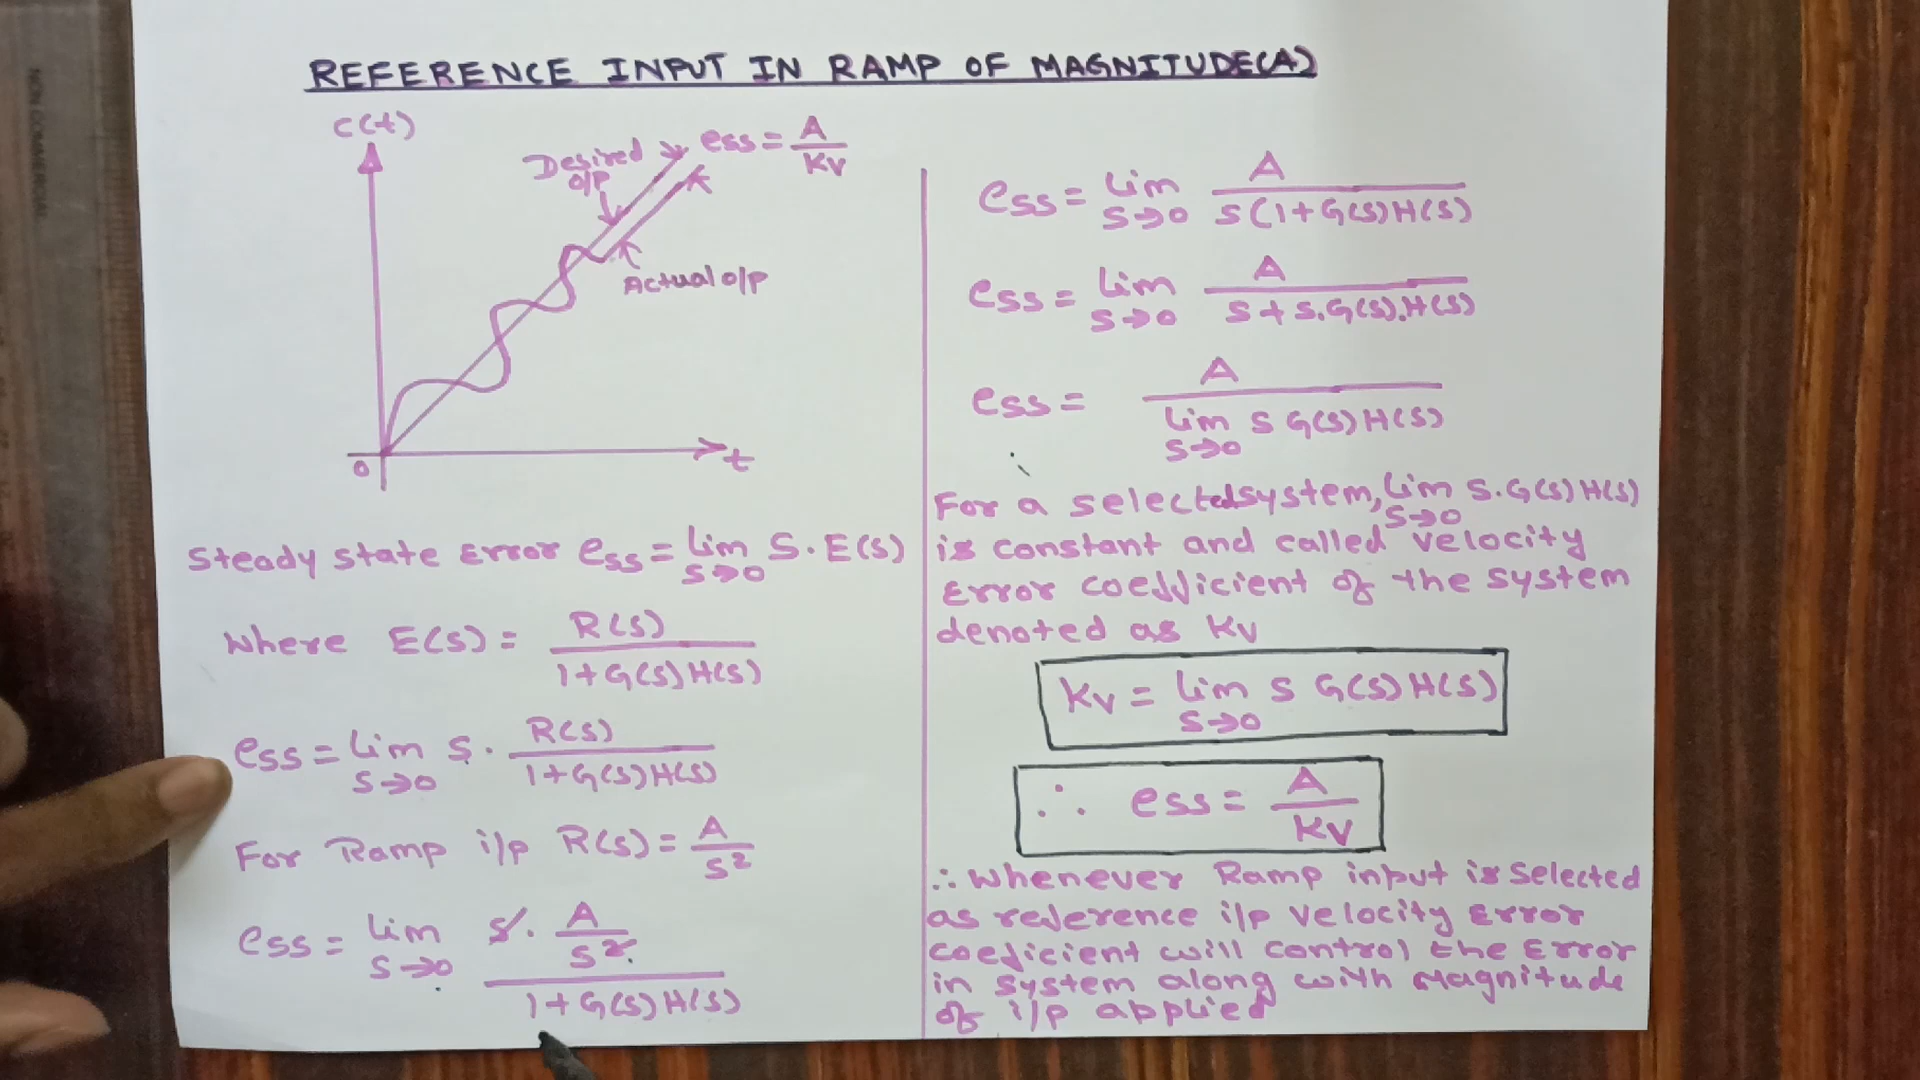 REFERENCE INPUT IN RAMP OF MAGNITUDE(A)
C(t)
Desired
o/p
ess = A/Kv
Actual o/p
0
t
Steady state Error ess = Lim S→0 S . E(S)
Where E(S) = R(S)/1+G(S)H(S)
ess = Lim S→0 S . R(S)/1+G(S)H(S)
For Ramp i/p R(S) = A/S²
ess = Lim S→0 S . A/S² / 1+G(S)H(S)
ess = Lim S→0 A/S(1+G(S)H(S)
ess = Lim S→0 A/S+S.G(S).H(S)
ess = A/Lim S→0 S G(S)H(S)
For a selected system, Lim S→0 S.G(S)H(S)
is constant and called velocity
Error coefficient of the system
denoted as Kv
Kv = Lim S→0 S G(S)H(S)
∴ ess = A/Kv
∴ Whenever Ramp input is selected
as reference i/p velocity Error
coeficient will control the Error
in system along with Magnitude
of i/p applied